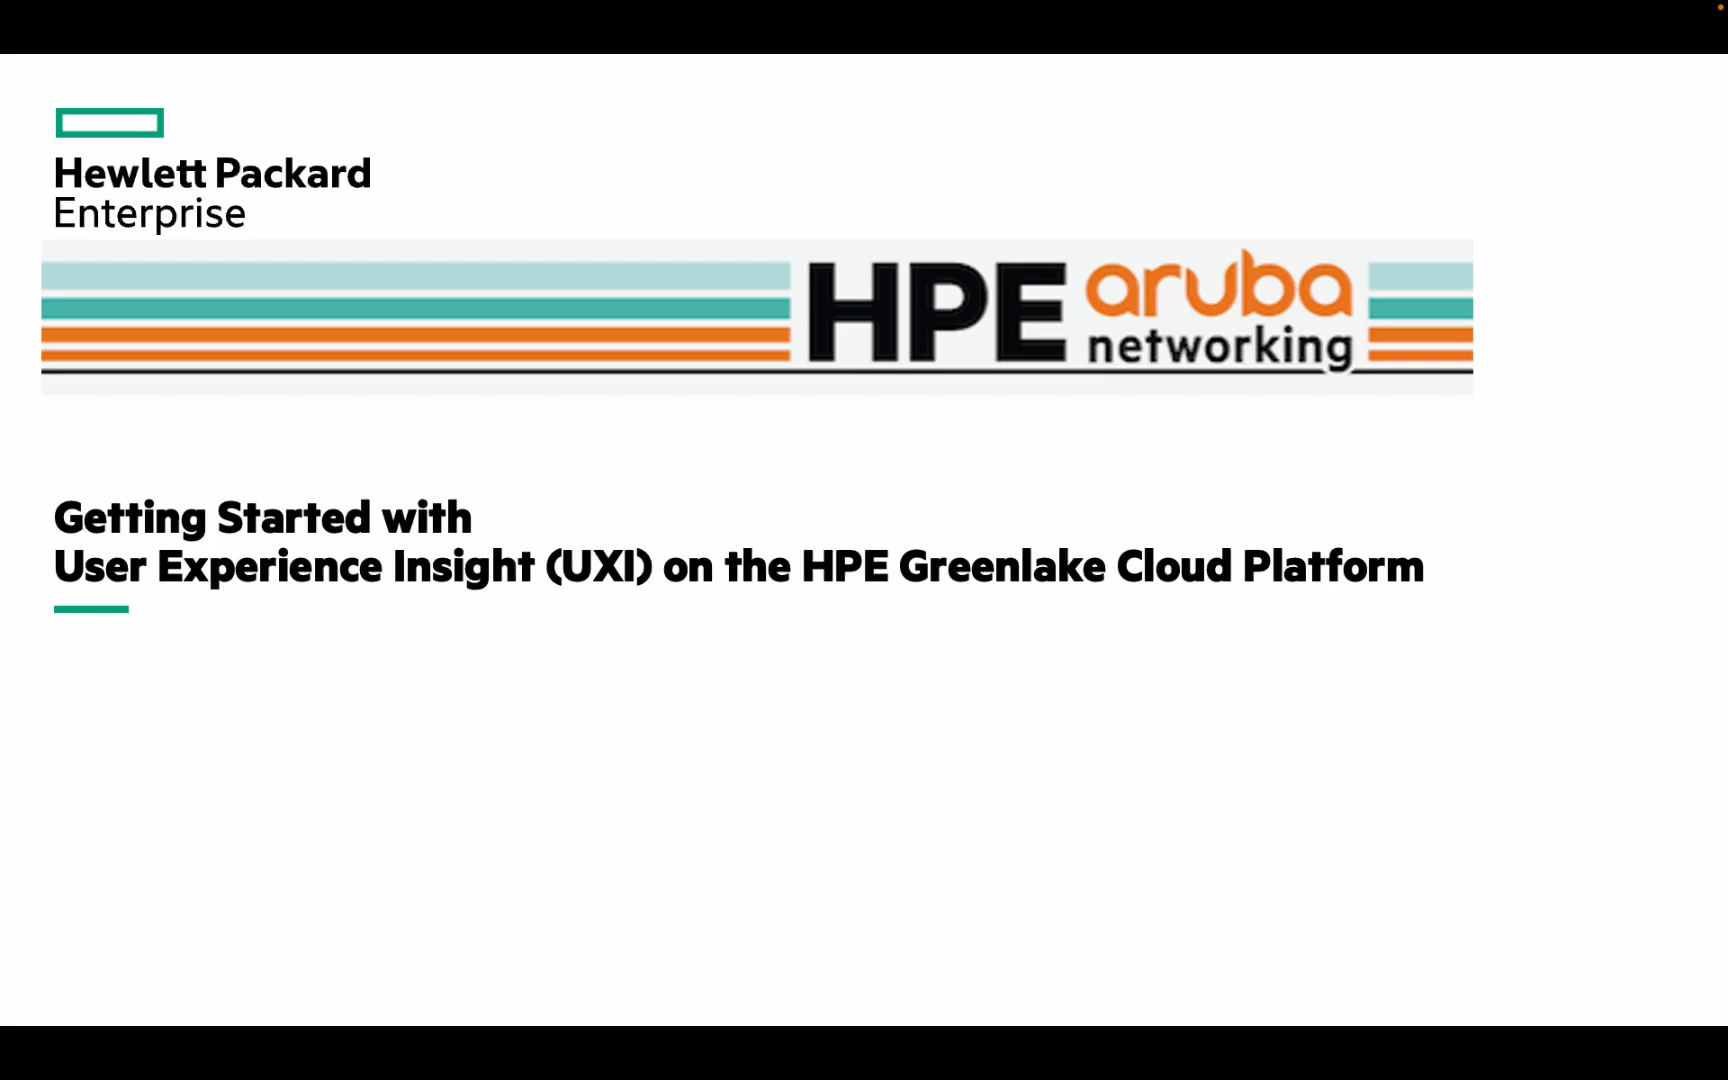 Hewlett Packard
Enterprise
HPE aruba
networking
Getting Started with
User Experience Insight (UXI) on the HPE Greenlake Cloud Platform